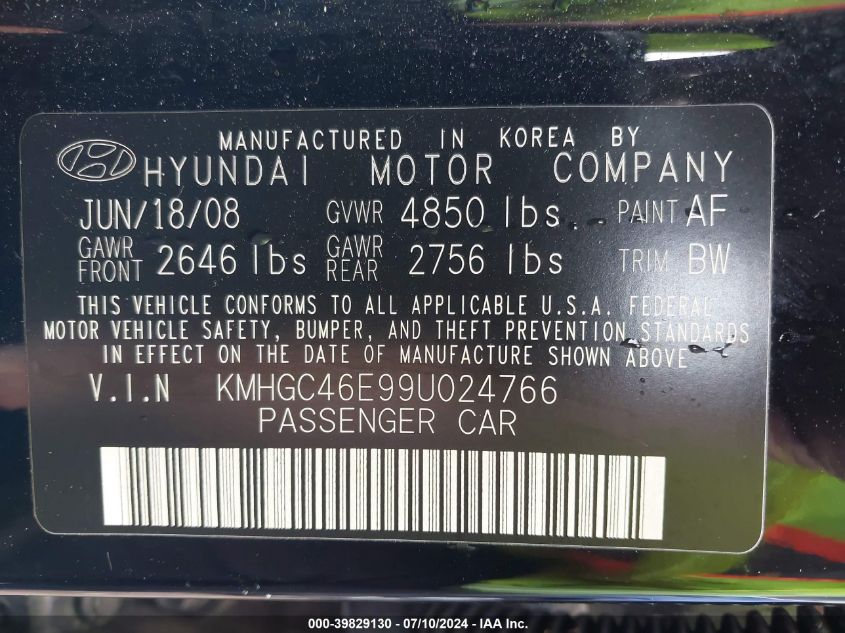 MANUFACTURED IN KOREA BY
HYUNDAI MOTOR COMPANY
JUN/18/08 GVWR 4850 lbs PAINT AF
GAWR FRONT 2646 lbs GAWR REAR 2756 lbs TRIM BW
THIS VEHICLE CONFORMS TO ALL APPLICABLE U.S.A. FEDERAL
MOTOR VEHICLE SAFETY, BUMPER, AND THEFT PREVENTION STANDARDS
IN EFFECT ON THE DATE OF MANUFACTURE SHOWN ABOVE
V.I.N KMHGC46E99U024766
PASSENGER CAR
000-39829130 - 07/10/2024 - IAAI.com